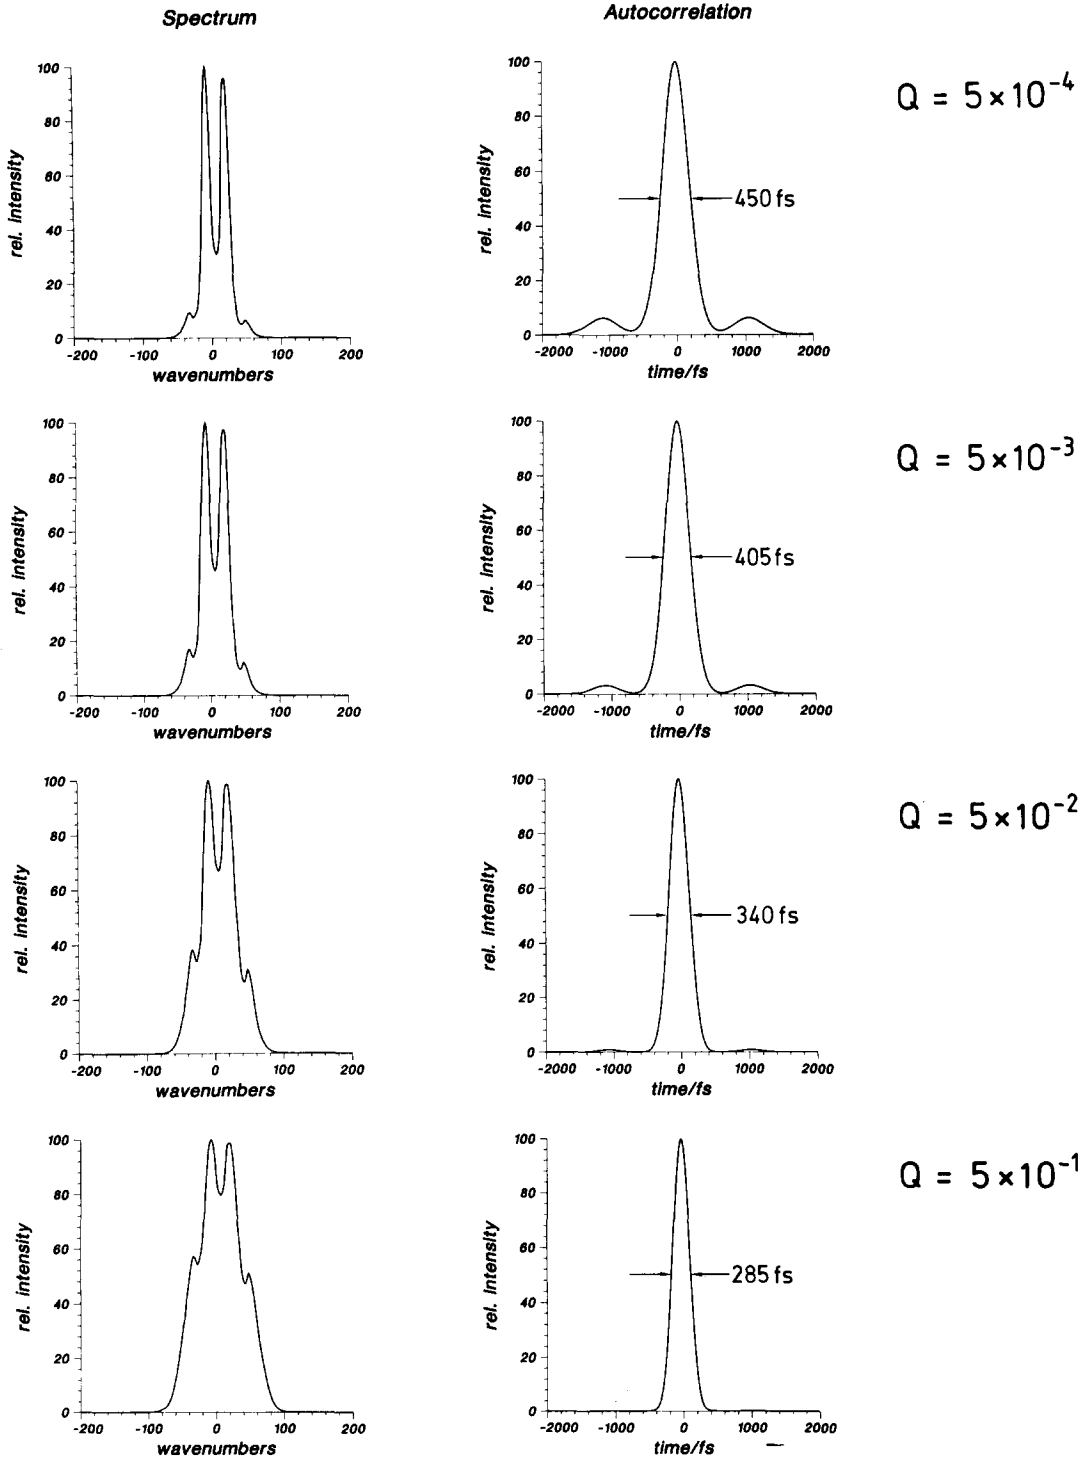 Spectrum
Autocorrelation
rel. intensity
100
80
60
40
20
0
-200 -100 0 100 200
wavenumbers
rel. intensity
100
80
60
40
20
0
-2000 -1000 0 1000 2000
time/fs
450 fs
Q = 5×10⁻⁴
rel. intensity
100
80
60
40
20
0
-200 -100 0 100 200
wavenumbers
rel. intensity
100
80
60
40
20
0
-2000 -1000 0 1000 2000
time/fs
405 fs
Q = 5×10⁻³
rel. intensity
100
80
60
40
20
0
-200 -100 0 100 200
wavenumbers
rel. intensity
100
80
60
40
20
0
-2000 -1000 0 1000 2000
time/fs
340 fs
Q = 5×10⁻²
rel. intensity
100
80
60
40
20
0
-200 -100 0 100 200
wavenumbers
rel. intensity
100
80
60
40
20
0
-2000 -1000 0 1000 2000
time/fs
285 fs
Q = 5×10⁻¹